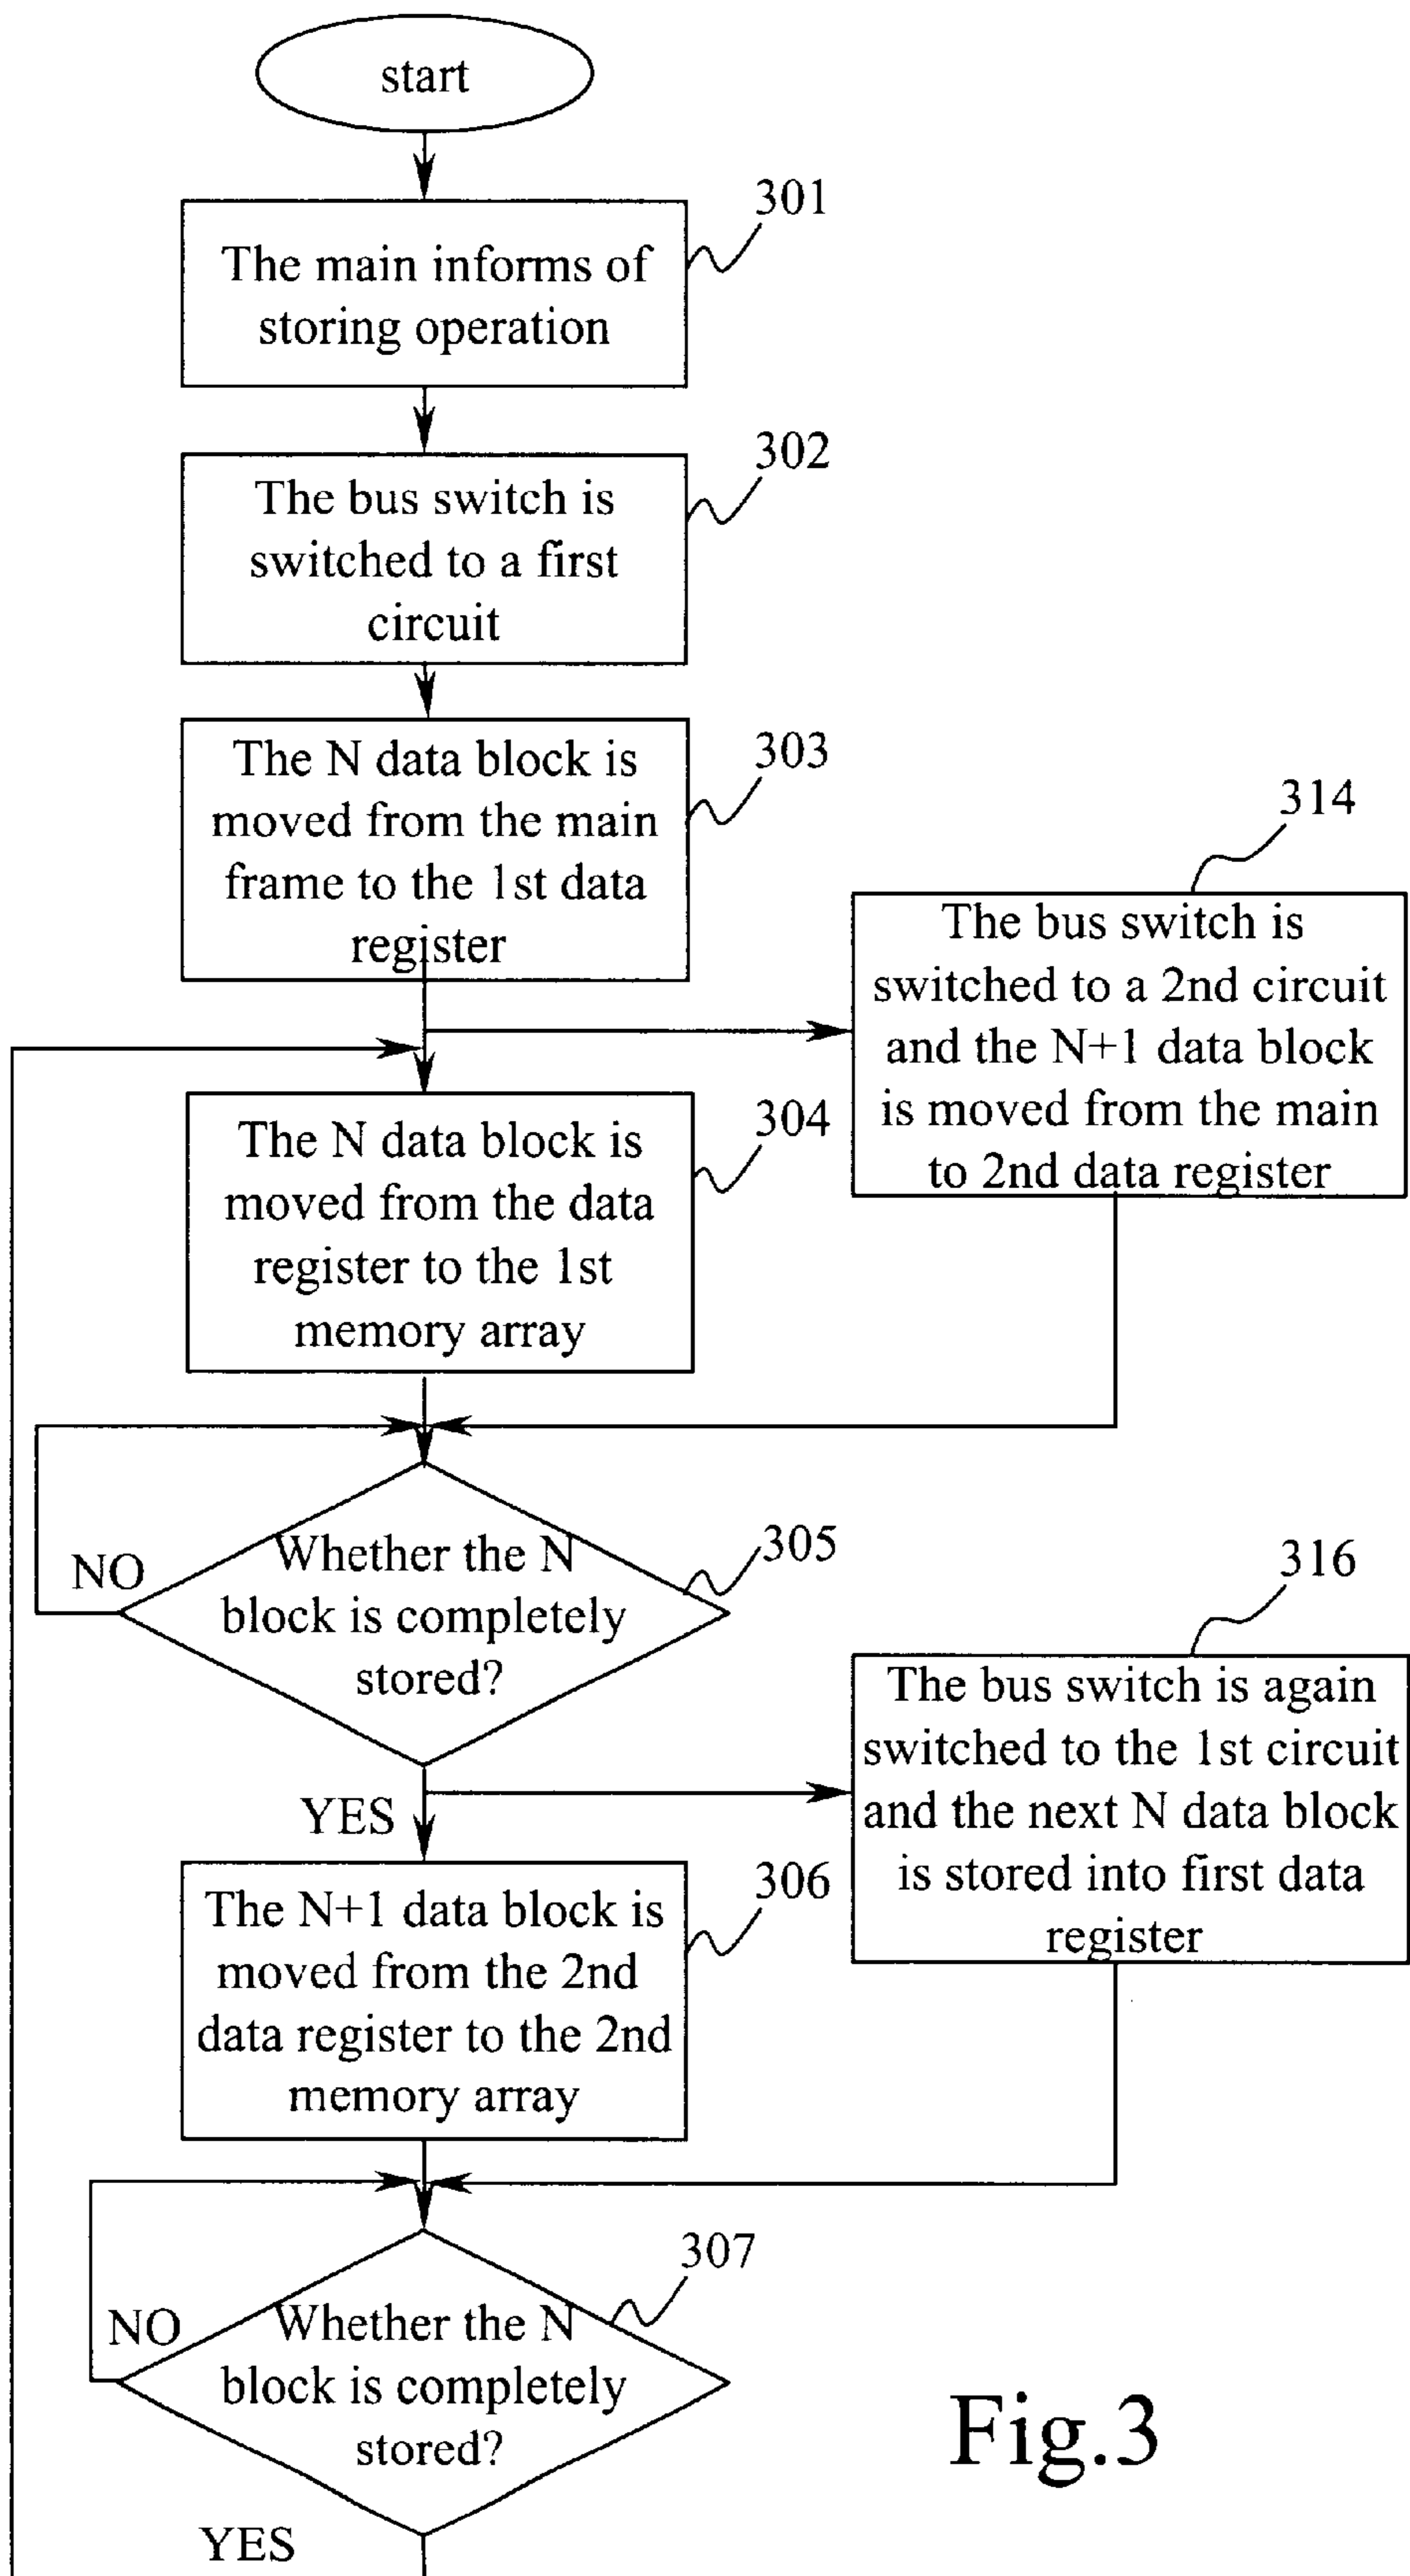 start
301
The main informs of
storing operation
302
The bus switch is
switched to a first
circuit
303
The N data block is
moved from the main
frame to the 1st data
register
314
The bus switch is
switched to a 2nd circuit
and the N+1 data block
is moved from the main
to 2nd data register
304
The N data block is
moved from the data
register to the 1st
memory array
305
NO
Whether the N
block is completely
stored?
316
The bus switch is again
switched to the 1st circuit
and the next N data block
is stored into first data
register
YES
306
The N+1 data block is
moved from the 2nd
data register to the 2nd
memory array
307
NO
Whether the N
block is completely
stored?
YES
Fig.3